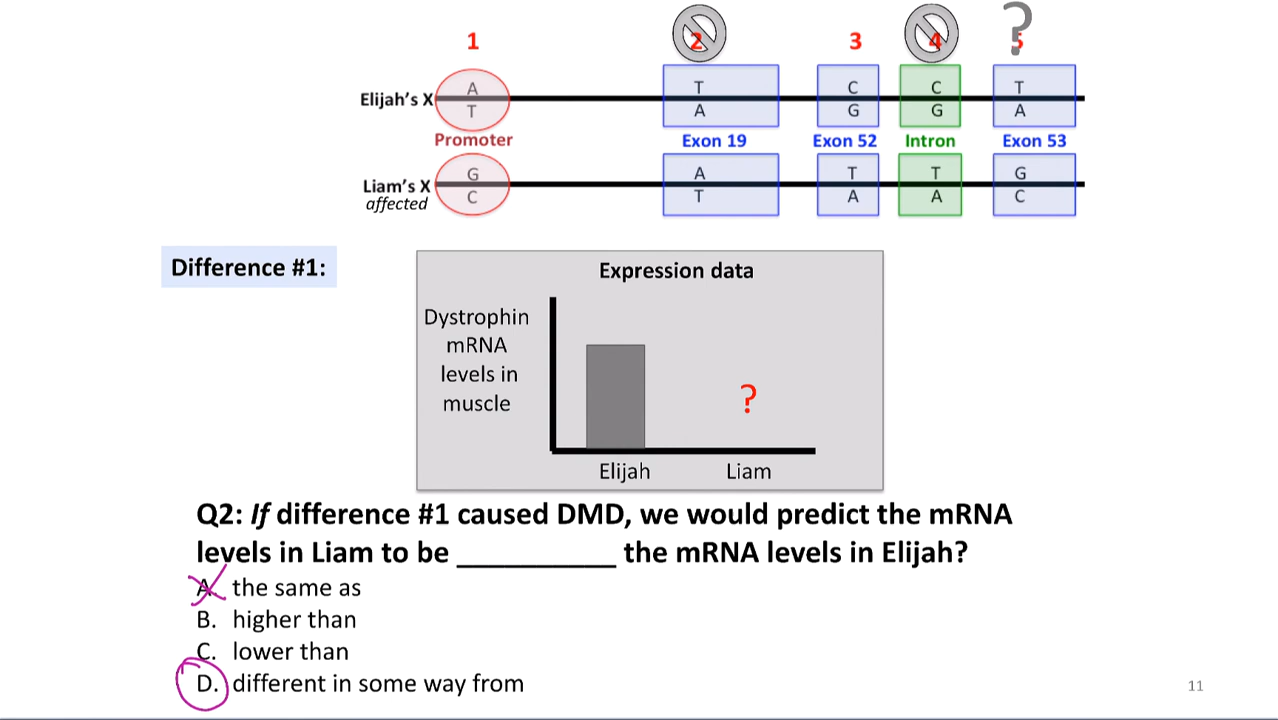 1 2 3 4 5 ?
Elijah's X A T C C T
T A G G A
Promoter Exon 19 Exon 52 Intron Exon 53
Liam's X G A T T G
affected C T A A C
Difference #1:
Expression data
Dystrophin
mRNA
levels in
muscle
?
Elijah Liam
Q2: If difference #1 caused DMD, we would predict the mRNA
levels in Liam to be __________ the mRNA levels in Elijah?
A. the same as
B. higher than
C. lower than
D. different in some way from
11